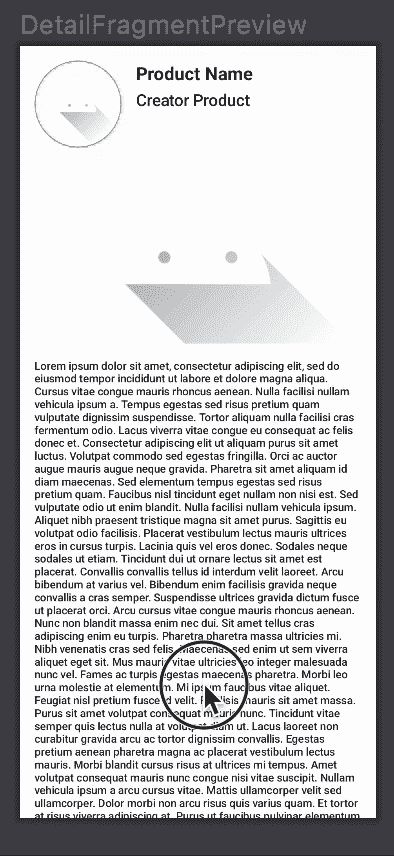 DetailFragmentPreview
Product Name
Creator Product
Lorem ipsum dolor sit amet, consectetur adipiscing elit, sed do
eiusmod tempor incididunt ut labore et dolore magna aliqua.
Cursus vitae congue mauris rhoncus aenean. Nulla facilisi nullam
vehicula ipsum a. Tempus egestas sed risus pretium quam
vulputate dignissim suspendisse. Tortor aliquam nulla facilisi cras
fermentum odio. Lacus viverra vitae congue eu consequat ac felis
donec et. Consectetur adipiscing elit ut aliquam purus sit amet
luctus. Volutpat commodo sed egestas fringilla. Orci ac auctor
augue mauris augue neque gravida. Pharetra sit amet aliquam id
diam maecenas. Sed elementum tempus egestas sed risus
pretium quam. Faucibus nisl tincidunt eget nullam non nisi est. Sed
vulputate odio ut enim blandit. Nulla facilisi nullam vehicula ipsum.
Aliquet nibh praesent tristique magna sit amet purus. Sagittis eu
volutpat odio facilisis. Placerat vestibulum lectus mauris ultrices
eros in cursus turpis. Lacinia quis vel eros donec. Sodales neque
sodales ut etiam. Tincidunt dui ut ornare lectus sit amet est
placerat. Convallis convallis tellus id interdum velit laoreet. Arcu
bibendum at varius vel. Bibendum enim facilisis gravida neque
convallis a cras semper. Suspendisse ultrices gravida dictum fusce
ut placerat orci. Arcu cursus vitae congue mauris rhoncus aenean.
Nunc non blandit massa enim nec dui. Sit amet tellus cras
adipiscing enim eu turpis. Pharetra pharetra massa ultricies mi.
Nibh venenatis cras sed felis. Maecenas sed enim ut sem viverra
aliquet eget sit. Mus mauris vitae ultricies leo integer malesuada
nunc vel. Fames ac turpis egestas maecenas pharetra. Morbi leo
urna molestie at elementum. Mi ipsum faucibus vitae aliquet.
Feugiat nisl pretium fusce id velit. Facilisis mauris sit amet massa.
Purus sit amet volutpat consequat mauris nunc. Tincidunt vitae
semper quis lectus nulla at volutpat diam ut. Lacus laoreet non
curabitur gravida arcu ac tortor dignissim convallis. Egestas
pretium aenean pharetra magna ac placerat vestibulum lectus
mauris. Morbi blandit cursus risus at ultrices mi tempus. Amet
volutpat consequat mauris nunc congue nisi vitae suscipit. Nullam
vehicula ipsum a arcu cursus vitae. Mattis ullamcorper velit sed
ullamcorper. Dolor morbi non arcu risus quis varius quam. Et tortor
at risus viverra adipiscing at. Purus ut faucibus pulvinar elementum